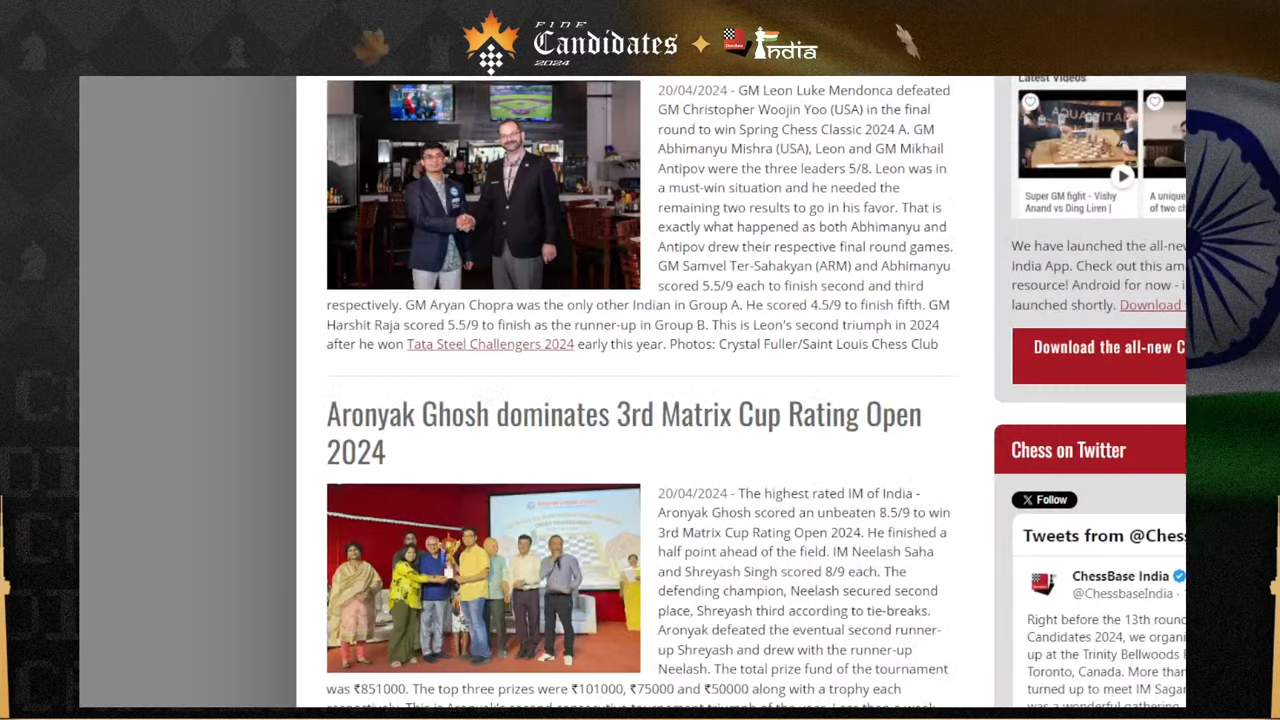 FIDE
Candidates
2024
India
20/04/2024 - GM Leon Luke Mendonca defeated
GM Christopher Woojin Yoo (USA) in the final
round to win Spring Chess Classic 2024 A. GM
Abhimanyu Mishra (USA), Leon and GM Mikhail
Antipov were the three leaders 5/8. Leon was in
a must-win situation and he needed the
remaining two results to go in his favor. That is
exactly what happened as both Abhimanyu and
Antipov drew their respective final round games.
GM Samvel Ter-Sahakyan (ARM) and Abhimanyu
scored 5.5/9 each to finish second and third
respectively. GM Aryan Chopra was the only other Indian in Group A. He scored 4.5/9 to finish fifth. GM
Harshit Raja scored 5.5/9 to finish as the runner-up in Group B. This is Leon's second triumph in 2024
after he won Tata Steel Challengers 2024 early this year. Photos: Crystal Fuller/Saint Louis Chess Club
Aronyak Ghosh dominates 3rd Matrix Cup Rating Open
2024
20/04/2024 - The highest rated IM of India -
Aronyak Ghosh scored an unbeaten 8.5/9 to win
3rd Matrix Cup Rating Open 2024. He finished a
half point ahead of the field. IM Neelash Saha
and Shreyash Singh scored 8/9 each. The
defending champion, Neelash secured second
place, Shreyash third according to tie-breaks.
Aronyak defeated the eventual second runner-
up Shreyash and drew with the runner-up
Neelash. The total prize fund of the tournament
was ₹851000. The top three prizes were ₹101000, ₹75000 and ₹50000 along with a trophy each
Latest Videos
Super GM fight - Vishy
Anand vs Ding Liren |
A unique
of two c
We have launched the all-new
India App. Check out this am
resource! Android for now - i
launched shortly. Download
Download the all-new C
Chess on Twitter
X Follow
Tweets from @Chess
ChessBase India
@ChessbaseIndia ·
Right before the 13th round
Candidates 2024, we organi
up at the Trinity Bellwoods P
Toronto, Canada. More than
turned up to meet IM Sagar
was a wonderful gathering